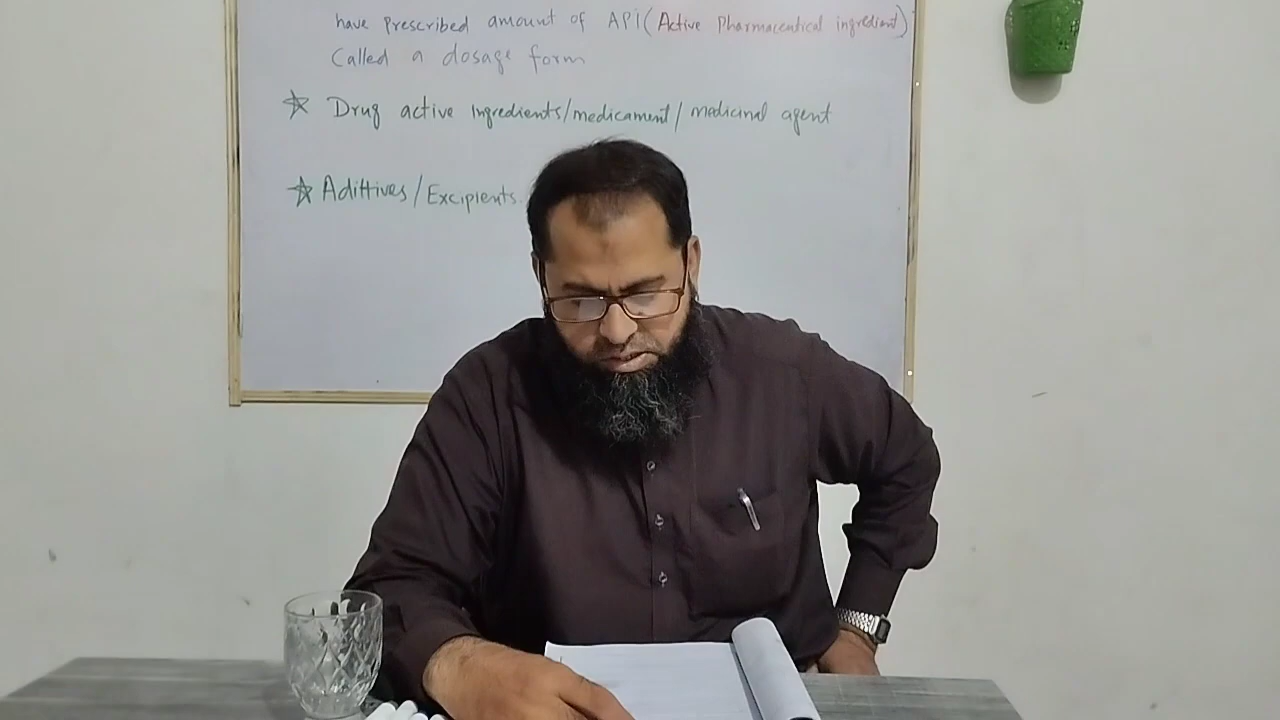 have prescribed amount of API (Active Pharmaceutical ingredient)
Called a dosage form
☆ Drug active ingredients/medicament/medicinal agent
☆ Adittives/Excipients